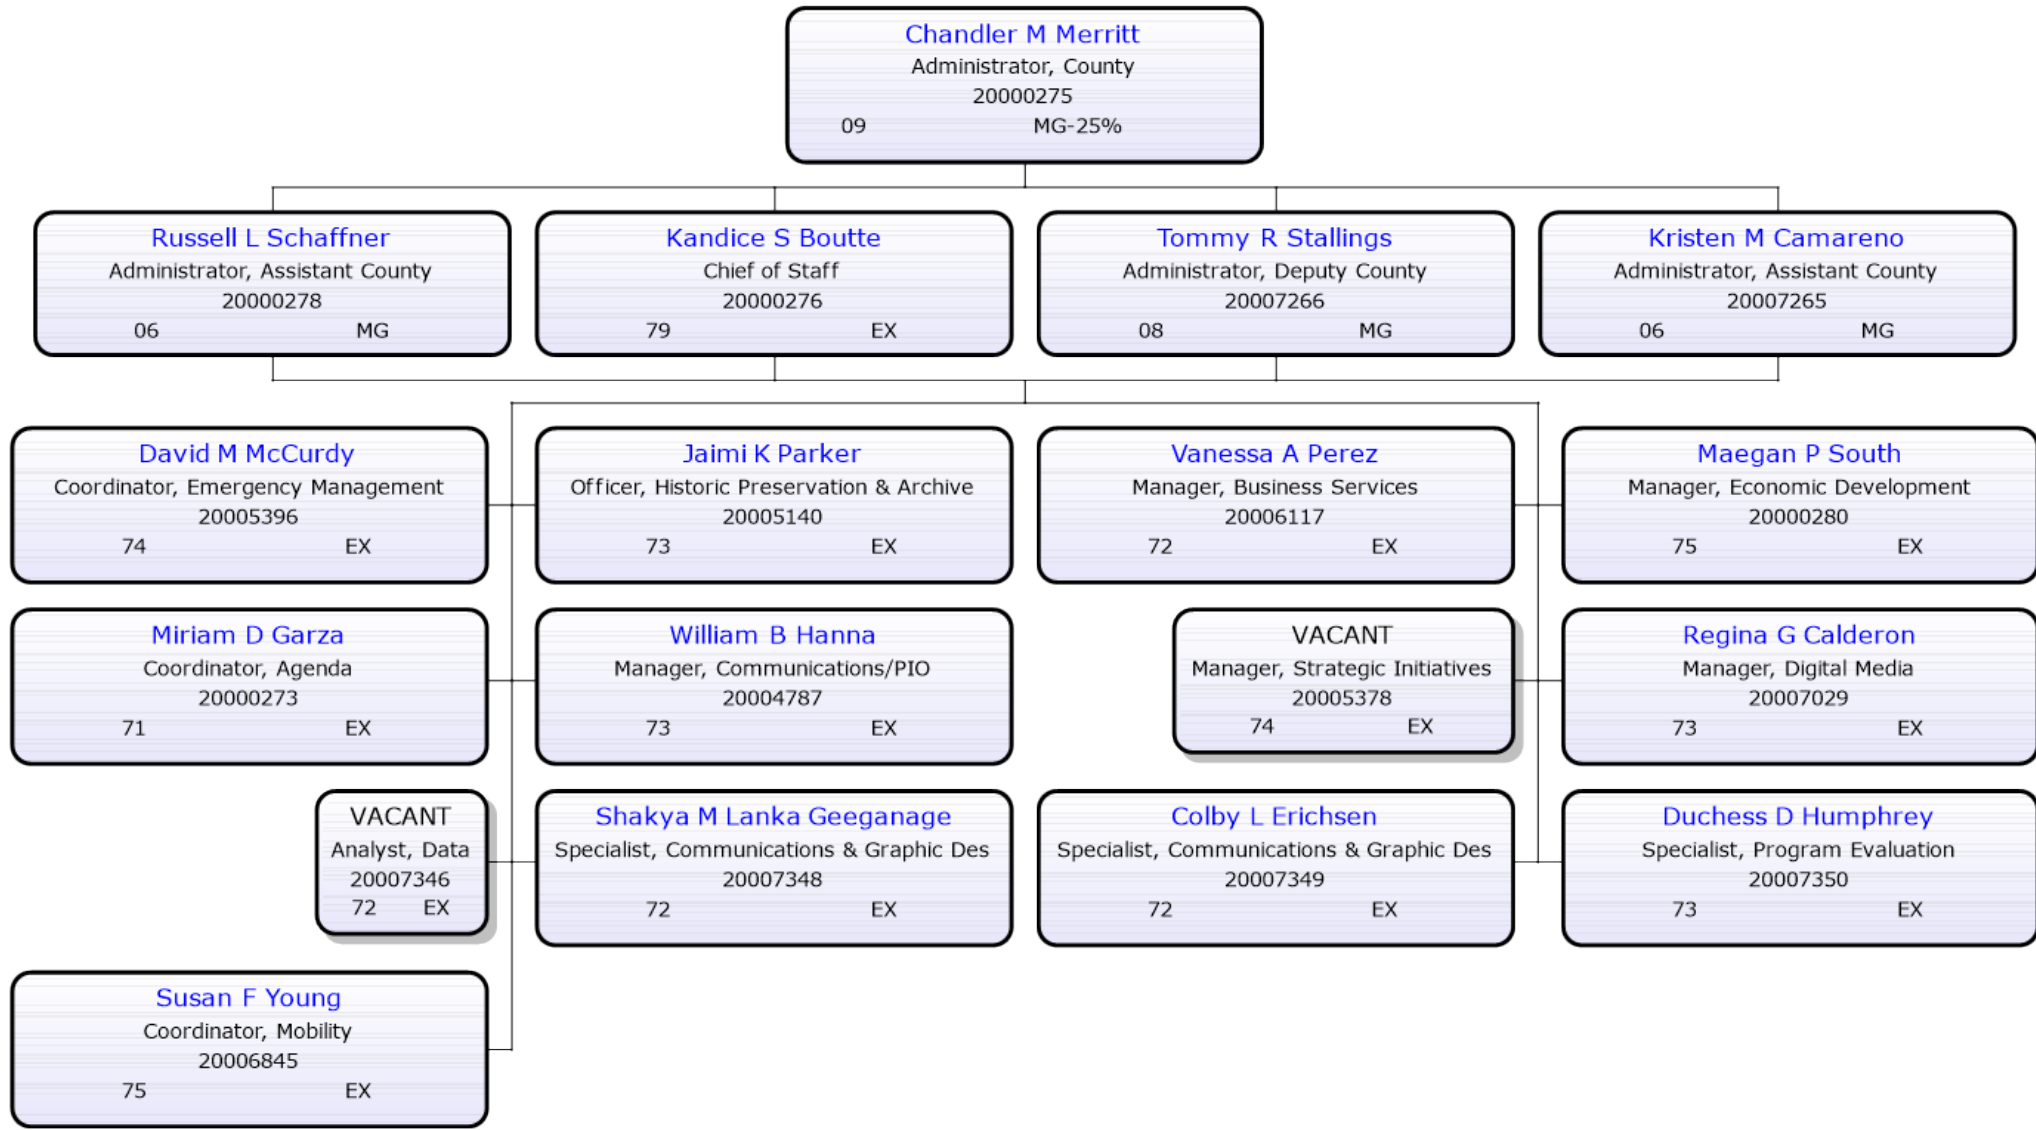 Chandler M Merritt
Administrator, County
20000275
09 MG-25%
Russell L Schaffner
Administrator, Assistant County
20000278
06 MG
Kandice S Boutte
Chief of Staff
20000276
79 EX
Tommy R Stallings
Administrator, Deputy County
20007266
08 MG
Kristen M Camareno
Administrator, Assistant County
20007265
06 MG
David M McCurdy
Coordinator, Emergency Management
20005396
74 EX
Jaimi K Parker
Officer, Historic Preservation & Archive
20005140
73 EX
Vanessa A Perez
Manager, Business Services
20006117
72 EX
Maegan P South
Manager, Economic Development
20000280
75 EX
Miriam D Garza
Coordinator, Agenda
20000273
71 EX
William B Hanna
Manager, Communications/PIO
20004787
73 EX
VACANT
Manager, Strategic Initiatives
20005378
74 EX
Regina G Calderon
Manager, Digital Media
20007029
73 EX
VACANT
Analyst, Data
20007346
72 EX
Shakya M Lanka Geeganage
Specialist, Communications & Graphic Des
20007348
72 EX
Colby L Erichsen
Specialist, Communications & Graphic Des
20007349
72 EX
Duchess D Humphrey
Specialist, Program Evaluation
20007350
73 EX
Susan F Young
Coordinator, Mobility
20006845
75 EX